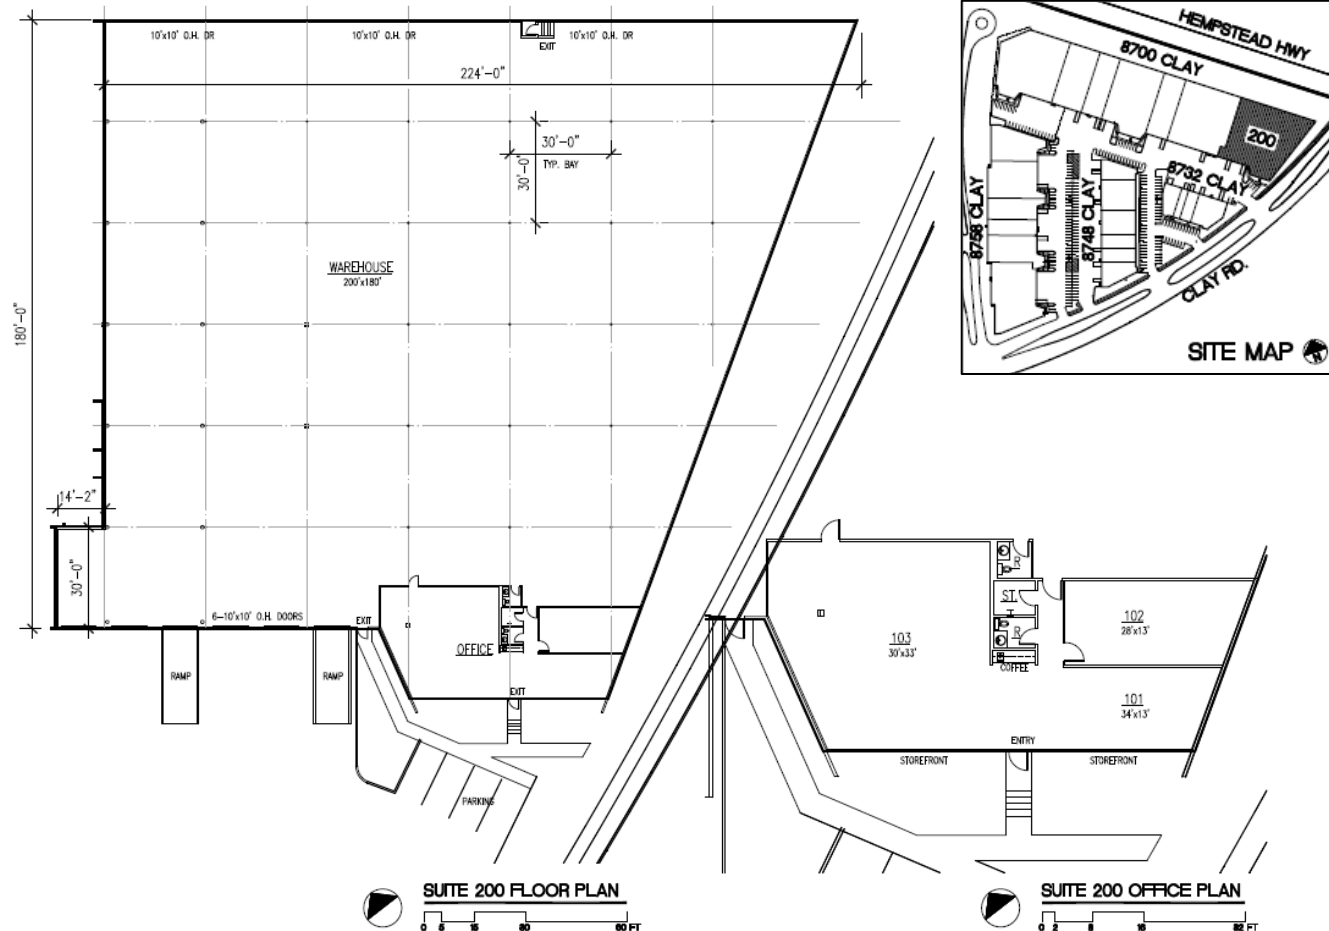 10'x10' O.H. DR
10'x10' O.H. DR
10'x10' O.H. DR
EXIT
224'-0"
30'-0"
TYP. BAY
30'-0"
180'-0"
WAREHOUSE
200'x180'
14'-2"
30'-0"
6-10'x10' O.H. DOORS
EXIT
OFFICE
EXIT
RAMP
RAMP
PARKING
HEMPSTEAD HWY
8700 CLAY
200
8732 CLAY
8758 CLAY
8748 CLAY
CLAY RD.
SITE MAP
N
R
ST.
R
COFFEE
103
30'x33'
102
28'x13'
101
34'x13'
ENTRY
STOREFRONT
STOREFRONT
SUITE 200 FLOOR PLAN
0 5 15 30 60 FT
SUITE 200 OFFICE PLAN
0 2 8 16 32 FT